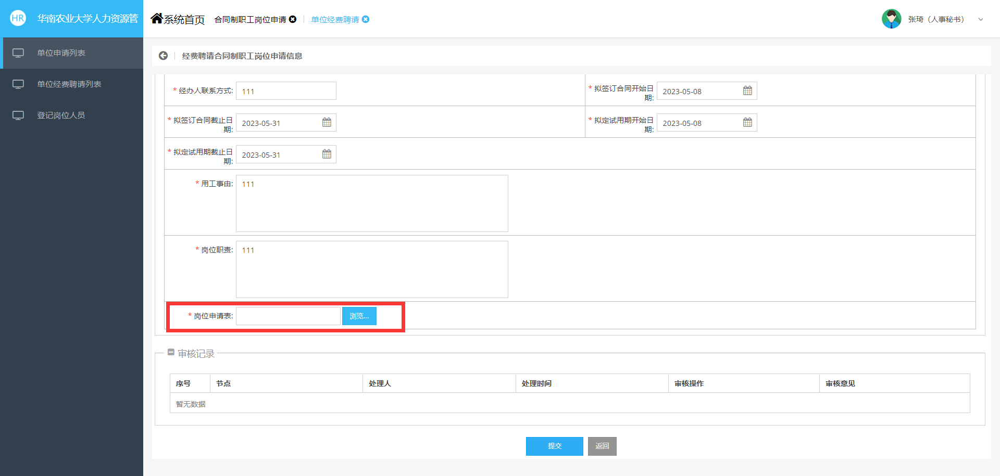 HR 华南农业大学人力资源管
系统首页 合同制职工岗位申请 单位经费聘请
张琦（人事秘书）
单位申请列表
单位经费聘请列表
登记岗位人员
经费聘请合同制职工岗位申请信息
* 经办人联系方式: 111
* 拟签订合同开始日
期: 2023-05-08
* 拟签订合同截止日
期: 2023-05-31
* 拟定试用期开始日
期: 2023-05-08
* 拟定试用期截止日
期: 2023-05-31
* 用工事由: 111
* 岗位职责: 111
* 岗位申请表: 浏览...
审核记录
序号 节点 处理人 处理时间 审核操作 审核意见
暂无数据
提交 返回